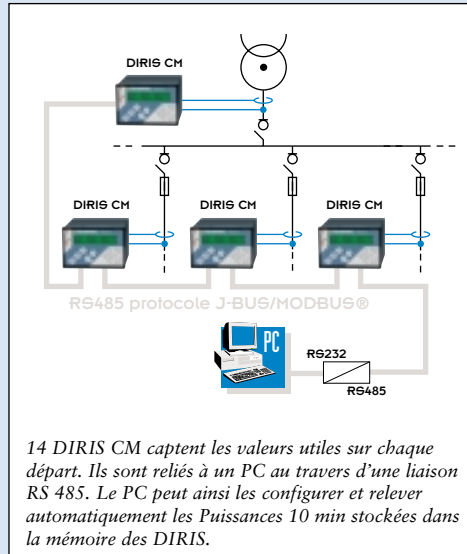 DIRIS CM
DIRIS CM
DIRIS CM
DIRIS CM
RS485 protocole J-BUS/MODBUS®
PC
RS232
RS485
14 DIRIS CM captent les valeurs utiles sur chaque
départ. Ils sont reliés à un PC au travers d'une liaison
RS 485. Le PC peut ainsi les configurer et relever
automatiquement les Puissances 10 min stockées dans
la mémoire des DIRIS.